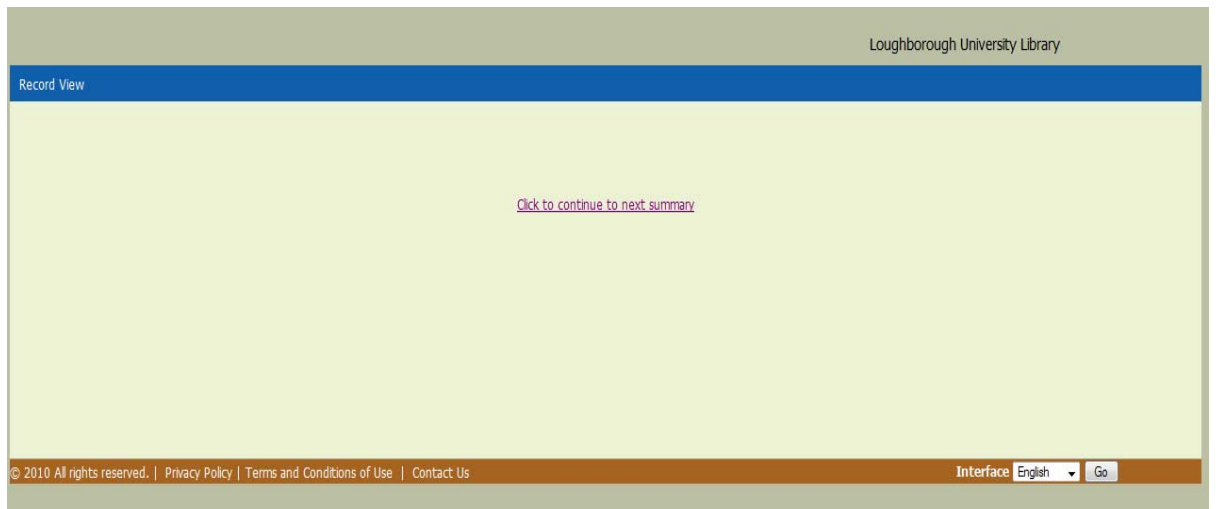 Loughborough University Library
Record View
Click to continue to next summary
© 2010 All rights reserved. | Privacy Policy | Terms and Conditions of Use | Contact Us Interface English Go